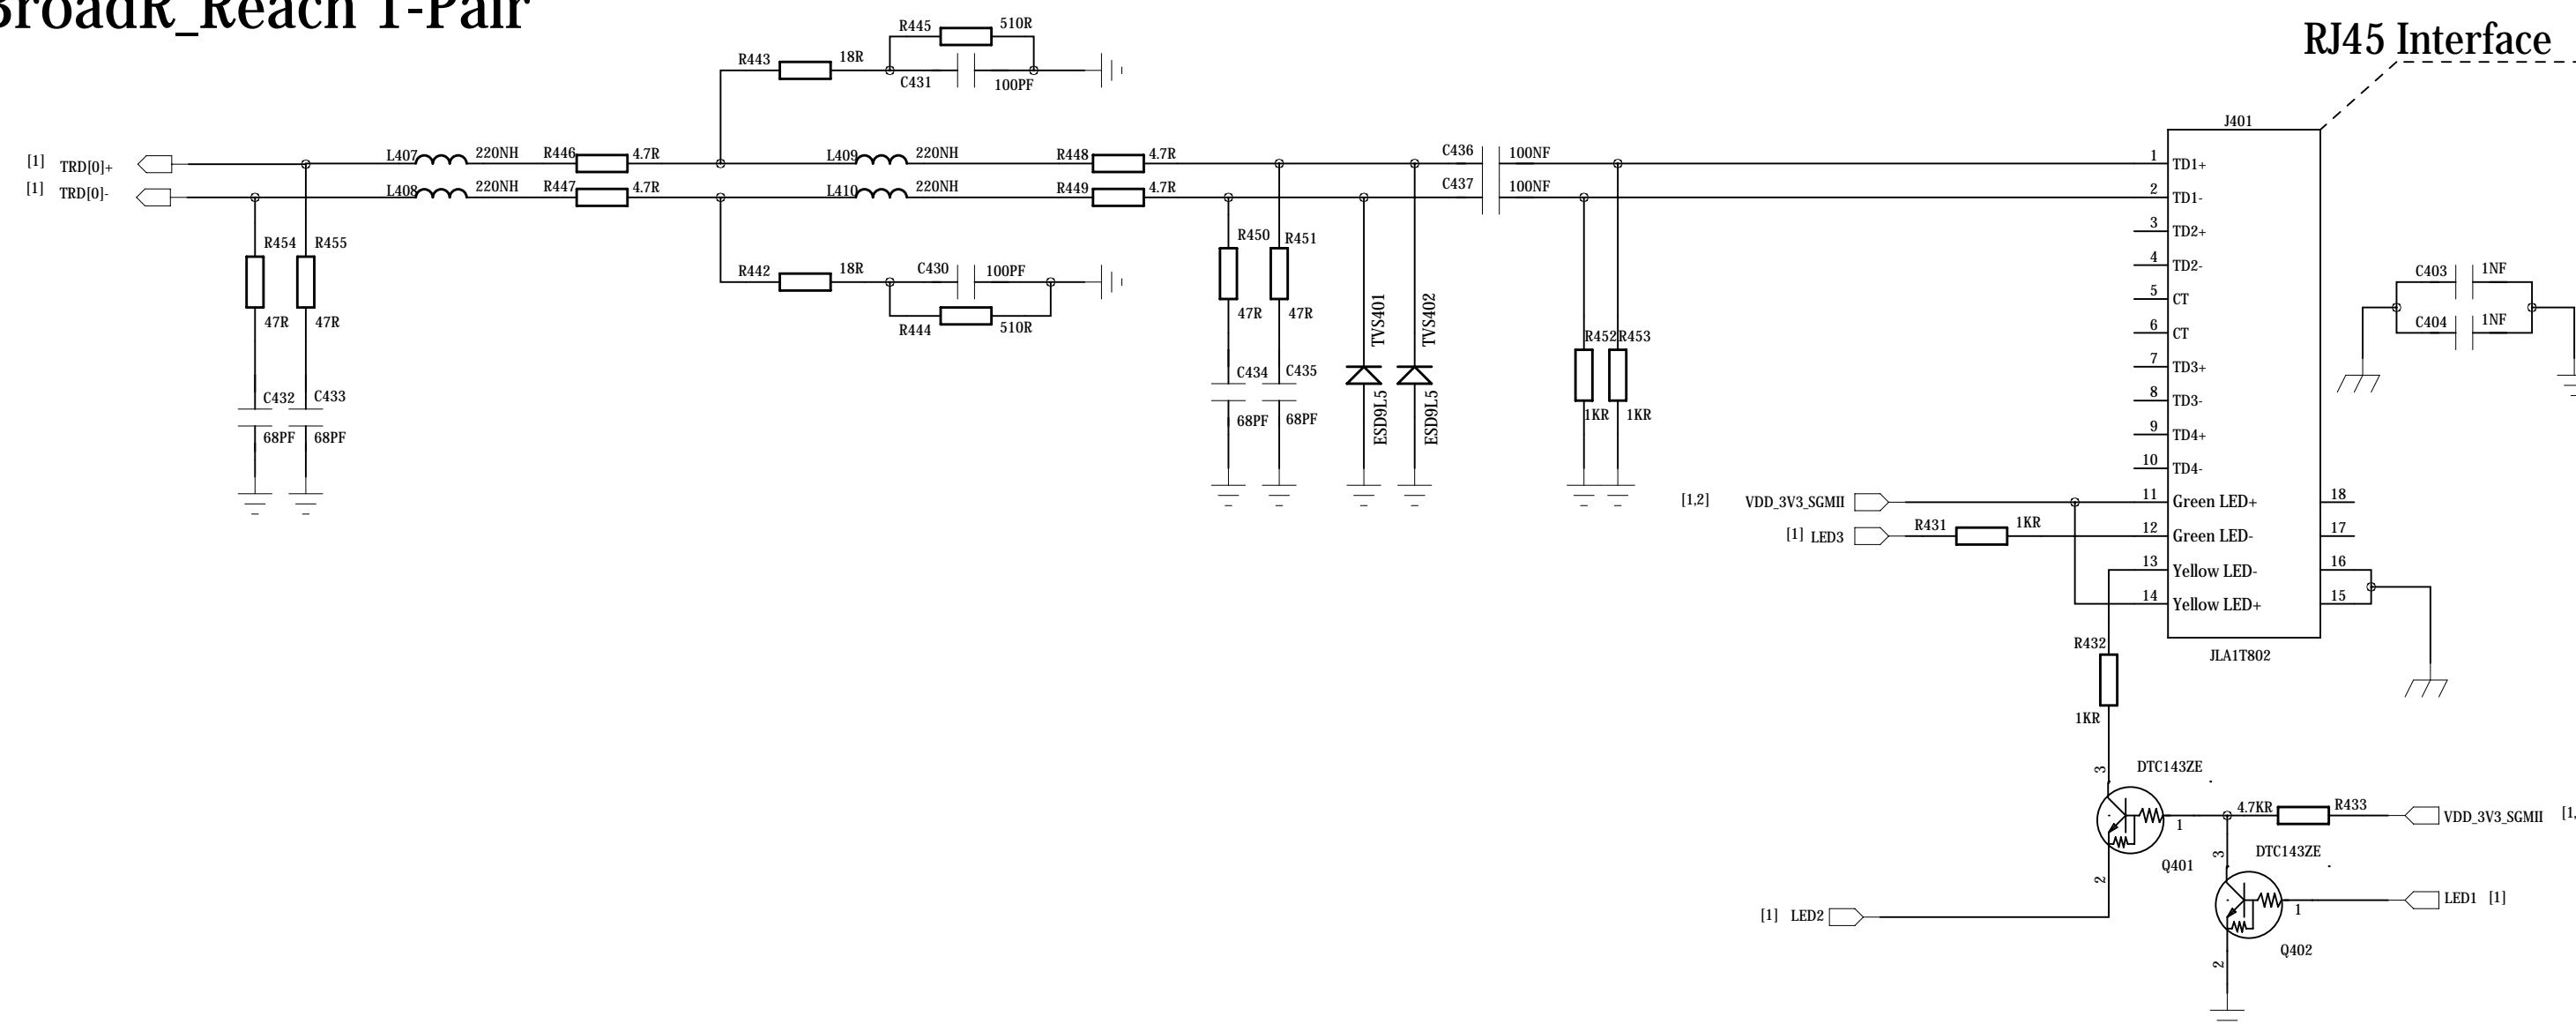 BroadR_Reach 1-Pair
RJ45 Interface
R445 510R
R443 18R
C431 100PF
J401
[1] TRD[0]+
L407 220NH R446 4.7R
L409 220NH R448 4.7R
C436 100NF
1 TD1+
[1] TRD[0]-
L408 220NH R447 4.7R
L410 220NH R449 4.7R
C437 100NF
2 TD1-
3 TD2+
4 TD2-
5 CT
6 CT
7 TD3+
8 TD3-
9 TD4+
10 TD4-
R454 R455
47R 47R
C432 C433
68PF 68PF
R442 18R C430 100PF
R444 510R
R450 R451
47R 47R
C434 C435
68PF 68PF
TVS401 TVS402
ESD9L5 ESD9L5
R452 R453
1KR 1KR
C403 1NF
C404 1NF
[1,2] VDD_3V3_SGMII
11 Green LED+ 18
[1] LED3 R431 1KR
12 Green LED- 17
13 Yellow LED- 16
14 Yellow LED+ 15
R432
JLA1T802
1KR
3 DTC143ZE
4.7KR R433
VDD_3V3_SGMII [1,
1
Q401
2
3 DTC143ZE
LED1 [1]
1
[1] LED2
Q402
2